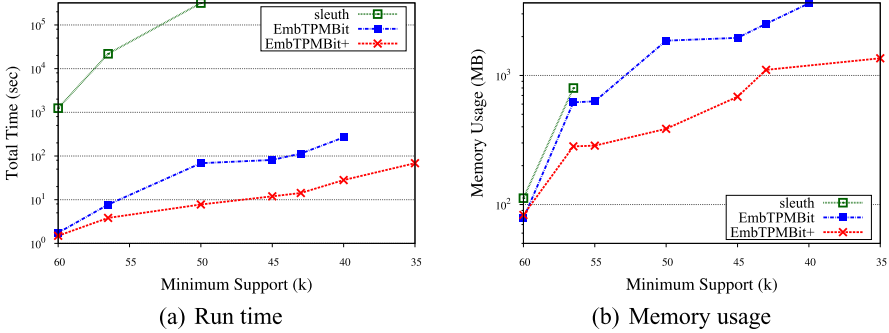 sleuth
EmbTPMBit
EmbTPMBit+
10^5
10^4
10^3
10^2
10^1
10^0
Total Time (sec)
60 55 50 45 40 35
Minimum Support (k)
(a) Run time
10^3
10^2
Memory Usage (MB)
sleuth
EmbTPMBit
EmbTPMBit+
60 55 50 45 40 35
Minimum Support (k)
(b) Memory usage